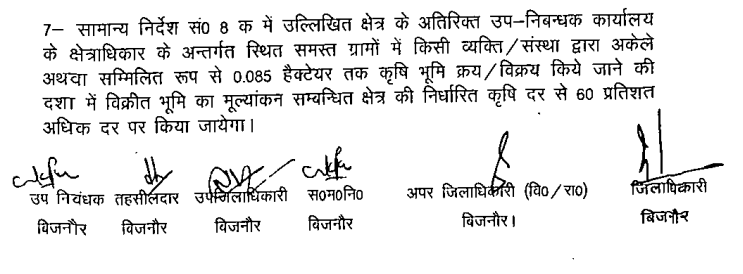 7– सामान्य निर्देश सं0 8 क में उल्लिखित क्षेत्र के अतिरिक्त उप–निबन्धक कार्यालय
के क्षेत्राधिकार के अन्तर्गत स्थित समस्त ग्रामों में किसी व्यक्ति/संस्था द्वारा अकेले
अथवा सम्मिलित रूप से 0.085 हैक्टेयर तक कृषि भूमि क्रय/विक्रय किये जाने की
दशा में विक्रीत भूमि का मूल्यांकन सम्बन्धित क्षेत्र की निर्धारित कृषि दर से 60 प्रतिशत
अधिक दर पर किया जायेगा।
उप निबंधक तहसीलदार उपजिलाधिकारी स0म0नि0 अपर जिलाधिकारी (वि0/रा0) जिलाधिकारी
बिजनौर बिजनौर बिजनौर बिजनौर बिजनौर। बिजनौर